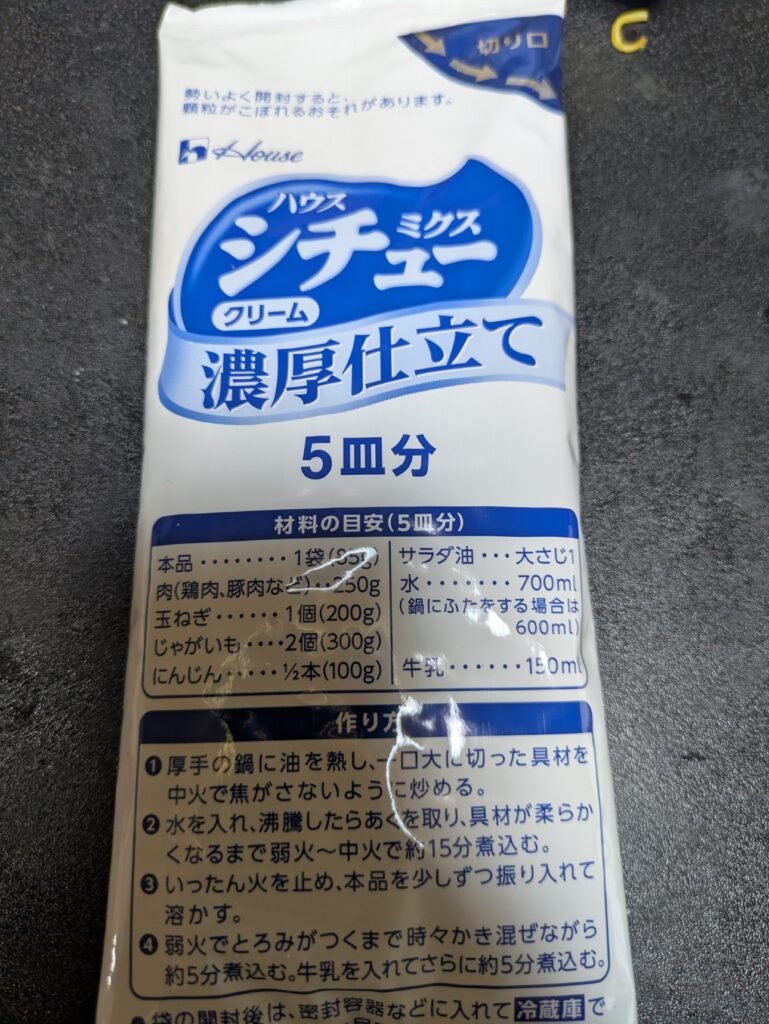 切り口
勢いよく開封すると、
顆粒がこぼれるおそれがあります。
House
ハウス
シチューミクス
クリーム
濃厚仕立て
5皿分
材料の目安(5皿分)
本品········1袋(85g)
肉(鶏肉、豚肉など)··250g
玉ねぎ······1個(200g)
じゃがいも····2個(300g)
にんじん·····½本(100g)
サラダ油···大さじ1
水·······700ml
(鍋にふたをする場合は
600ml)
牛乳······150ml
作り方
❶厚手の鍋に油を熱し、一口大に切った具材を
中火で焦がさないように炒める。
❷水を入れ、沸騰したらあくを取り、具材が柔らか
くなるまで弱火～中火で約15分煮込む。
❸いったん火を止め、本品を少しずつ振り入れて
溶かす。
❹弱火でとろみがつくまで時々かき混ぜながら
約5分煮込む。牛乳を入れてさらに約5分煮込む。
●袋の開封後は、密封容器などに入れて冷蔵庫で